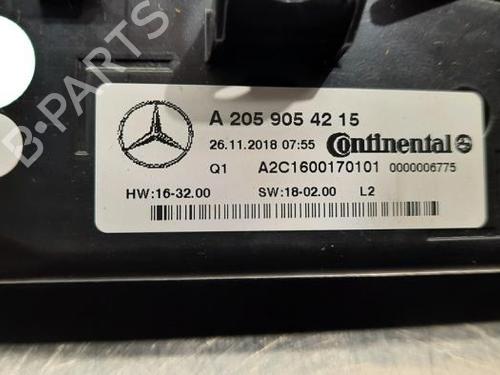 B-PARTS
A 205 905 42 15
26.11.2018 07:55 Continental
Q1 A2C1600170101 0000006775
HW:16-32.00 SW:18-02.00 L2